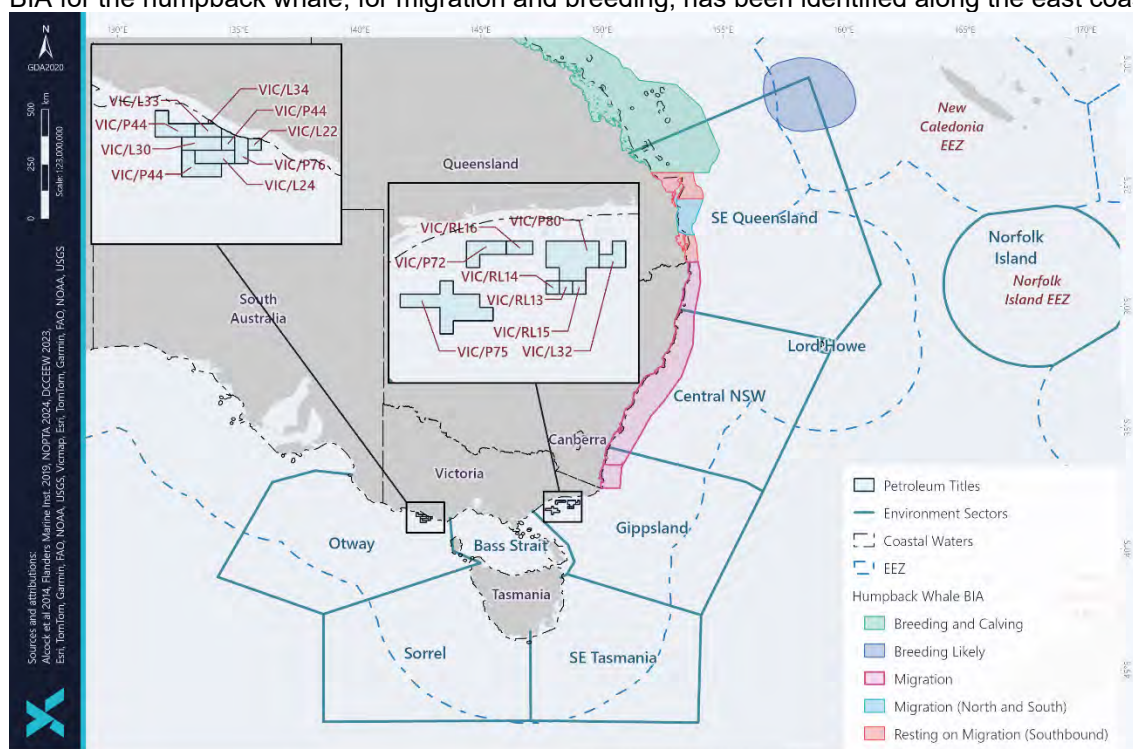 BIA for the humpback whale, for migration and breeding, has been identified along the east coa
130°E 135°E 140°E 145°E 150°E 155°E 160°E 165°E 170°E
N
GDA2020
500
km
250
0
Scale: 1:23,000,000
Sources and attributions:
Alcock et al 2014, Flanders Marine Inst. 2019, NOPTA 2024, DCCEEW 2023,
Esri, TomTom, Garmin, FAO, NOAA, USGS, Vicmap, Esri, TomTom, Garmin, FAO, NOAA, USGS
VIC/L33
VIC/L34
VIC/P44
VIC/P44
VIC/L22
VIC/L30
VIC/P76
VIC/P44
VIC/L24
VIC/RL16
VIC/P80
VIC/P72
VIC/RL14
VIC/RL13
VIC/RL15
VIC/P75
VIC/L32
Queensland
South
Australia
Canberra
Victoria
Tasmania
New
Caledonia
EEZ
SE Queensland
Norfolk
Island
Norfolk
Island EEZ
Lord Howe
Central NSW
Gippsland
Otway
Bass Strait
Sorrel
SE Tasmania
20°S
25°S
30°S
35°S
40°S
45°S
Petroleum Titles
Environment Sectors
Coastal Waters
EEZ
Humpback Whale BIA
Breeding and Calving
Breeding Likely
Migration
Migration (North and South)
Resting on Migration (Southbound)